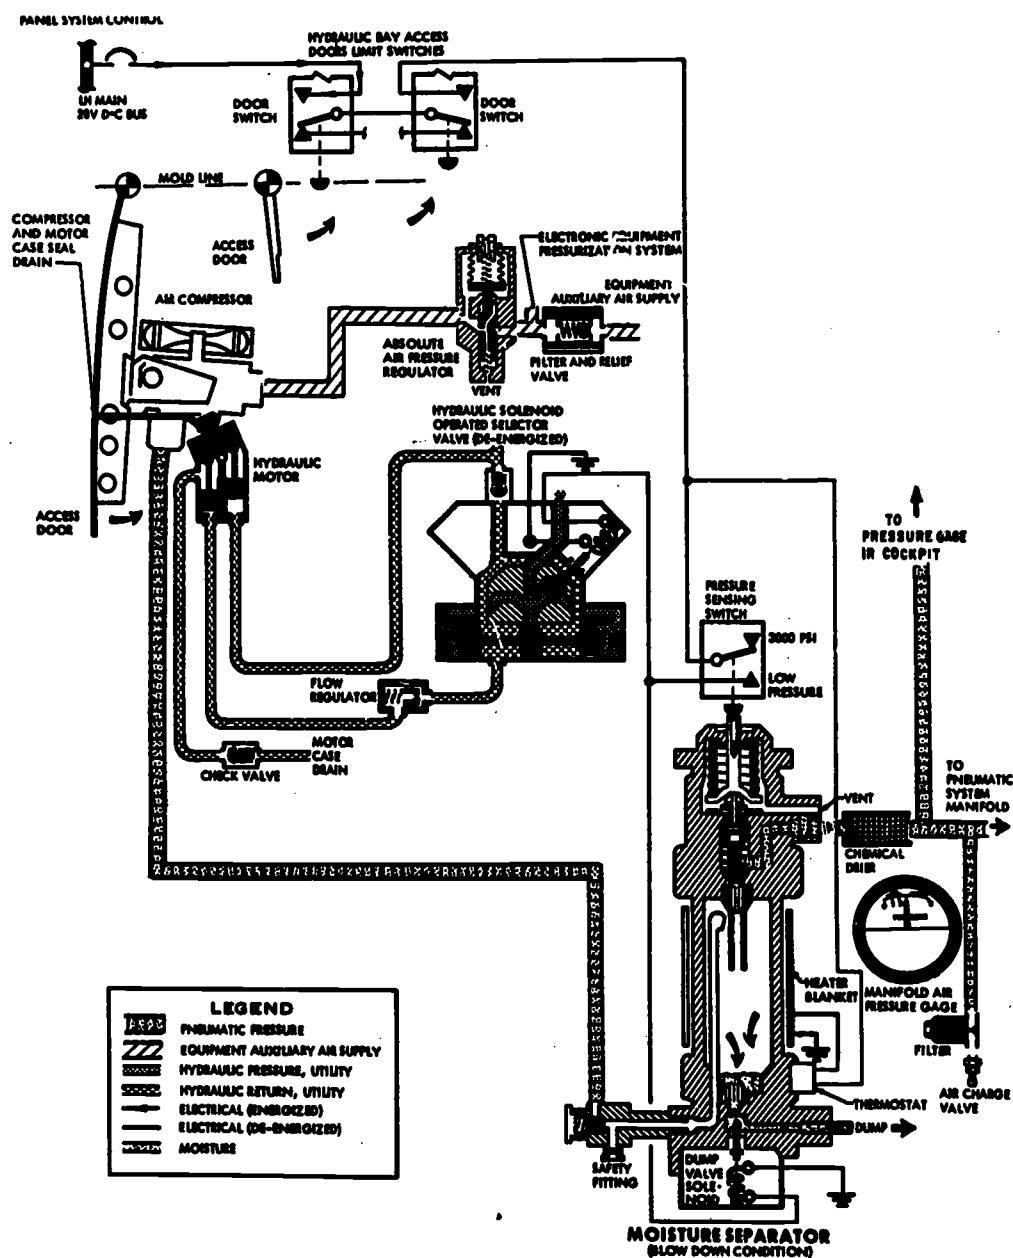 PANEL SYSTEM CONTROL
LH MAIN
28V D-C BUS
HYDRAULIC BAY ACCESS
DOORS LIMIT SWITCHES
DOOR
SWITCH
DOOR
SWITCH
MOLD LINE
COMPRESSOR
AND MOTOR
CASE SEAL
DRAIN
ACCESS
DOOR
AIR COMPRESSOR
ELECTRONIC EQUIPMENT
PRESSURIZATION SYSTEM
EQUIPMENT
AUXILIARY AIR SUPPLY
ABSOLUTE
AIR PRESSURE
REGULATOR
FILTER AND RELIEF
VALVE
VENT
HYDRAULIC SOLENOID
OPERATED SELECTOR
VALVE (DE-ENERGIZED)
HYDRAULIC
MOTOR
ACCESS
DOOR
TO
PRESSURE GAGE
IR COCKPIT
PRESSURE
SENSING
SWITCH
3000 PSI
LOW
PRESSURE
FLOW
REGULATOR
MOTOR
CASE
DRAIN
CHECK VALVE
TO
PNEUMATIC
SYSTEM
MANIFOLD
VENT
CHEMICAL
DRIER
HEATER
BLANKET
MANIFOLD AIR
PRESSURE GAGE
FILTER
AIR CHARGE
VALVE
THERMOSTAT
DUMP
LEGEND
PNEUMATIC PRESSURE
EQUIPMENT AUXILIARY AIR SUPPLY
HYDRAULIC PRESSURE, UTILITY
HYDRAULIC RETURN, UTILITY
ELECTRICAL (ENERGIZED)
ELECTRICAL (DE-ENERGIZED)
MOISTURE
SAFETY
FITTING
DUMP
VALVE
SOLE-
NOID
MOISTURE SEPARATOR
(BLOW DOWN CONDITION)